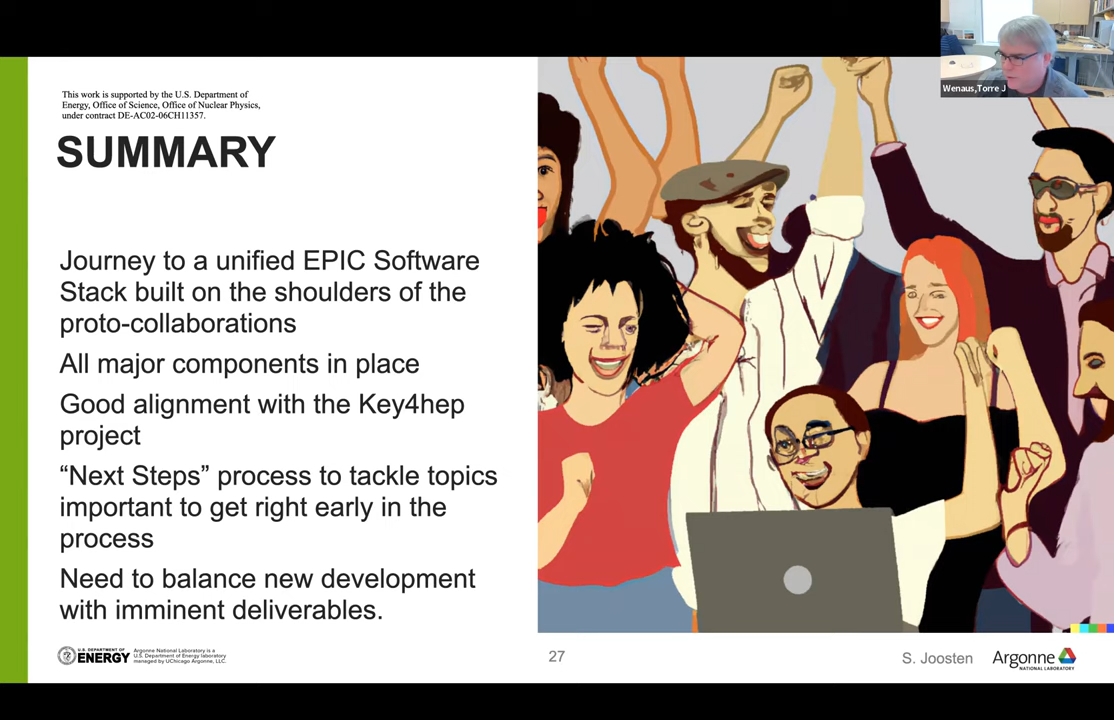 Wenaus,Torre J
This work is supported by the U.S. Department of
Energy, Office of Science, Office of Nuclear Physics,
under contract DE-AC02-06CH11357.
SUMMARY
Journey to a unified EPIC Software
Stack built on the shoulders of the
proto-collaborations
All major components in place
Good alignment with the Key4hep
project
“Next Steps” process to tackle topics
important to get right early in the
process
Need to balance new development
with imminent deliverables.
U.S. DEPARTMENT OF
ENERGY
Argonne National Laboratory is a
U.S. Department of Energy laboratory
managed by UChicago Argonne, LLC.
27
S. Joosten
Argonne
NATIONAL LABORATORY